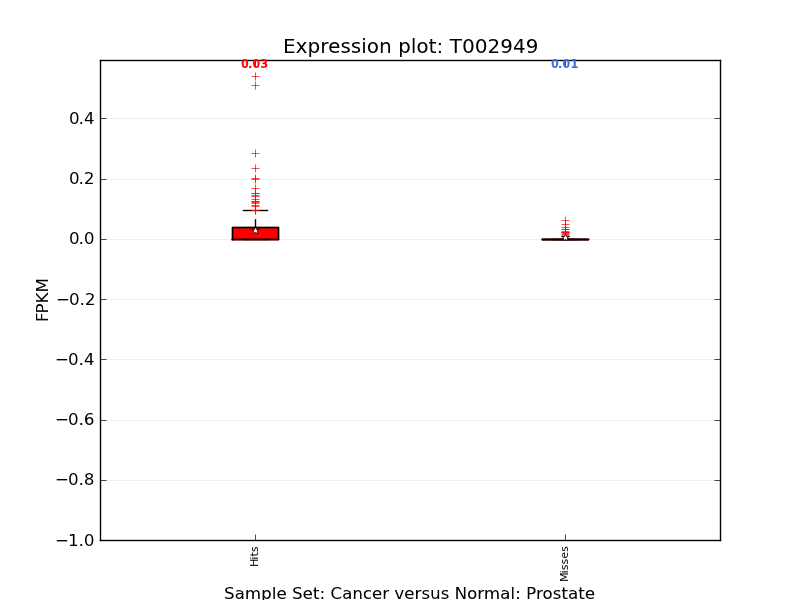 Expression plot: T002949
0.03
0.01
0.4
0.2
0.0
−0.2
−0.4
−0.6
−0.8
−1.0
FPKM
Hits
Misses
Sample Set: Cancer versus Normal: Prostate